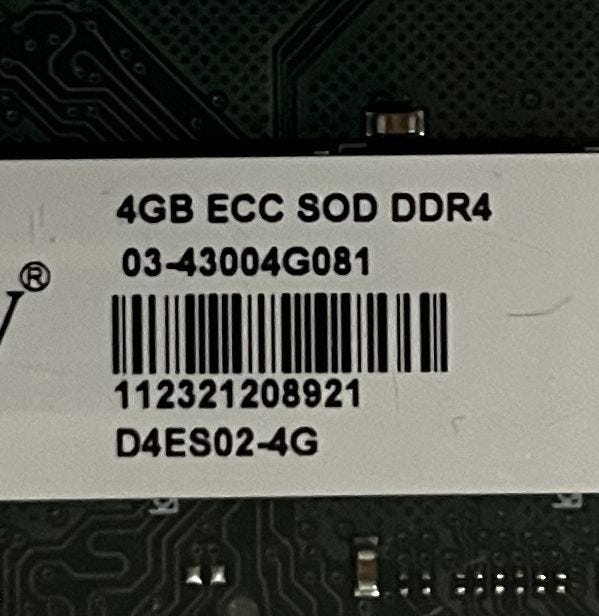 4GB ECC SOD DDR4
03-43004G081
112321208921
D4ES02-4G
®